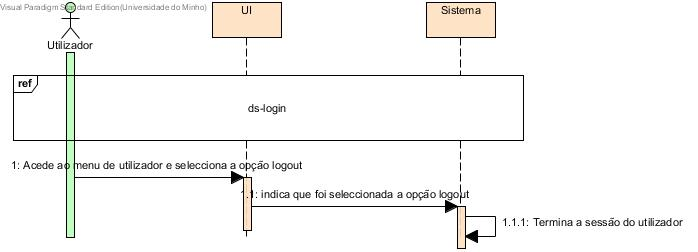 Visual Paradigm Standard Edition(Universidade do Minho)
UI
Sistema
Utilizador
ref
ds-login
1: Acede ao menu de utilizador e selecciona a opção logout
1.1: indica que foi seleccionada a opção logout
1.1.1: Termina a sessão do utilizador